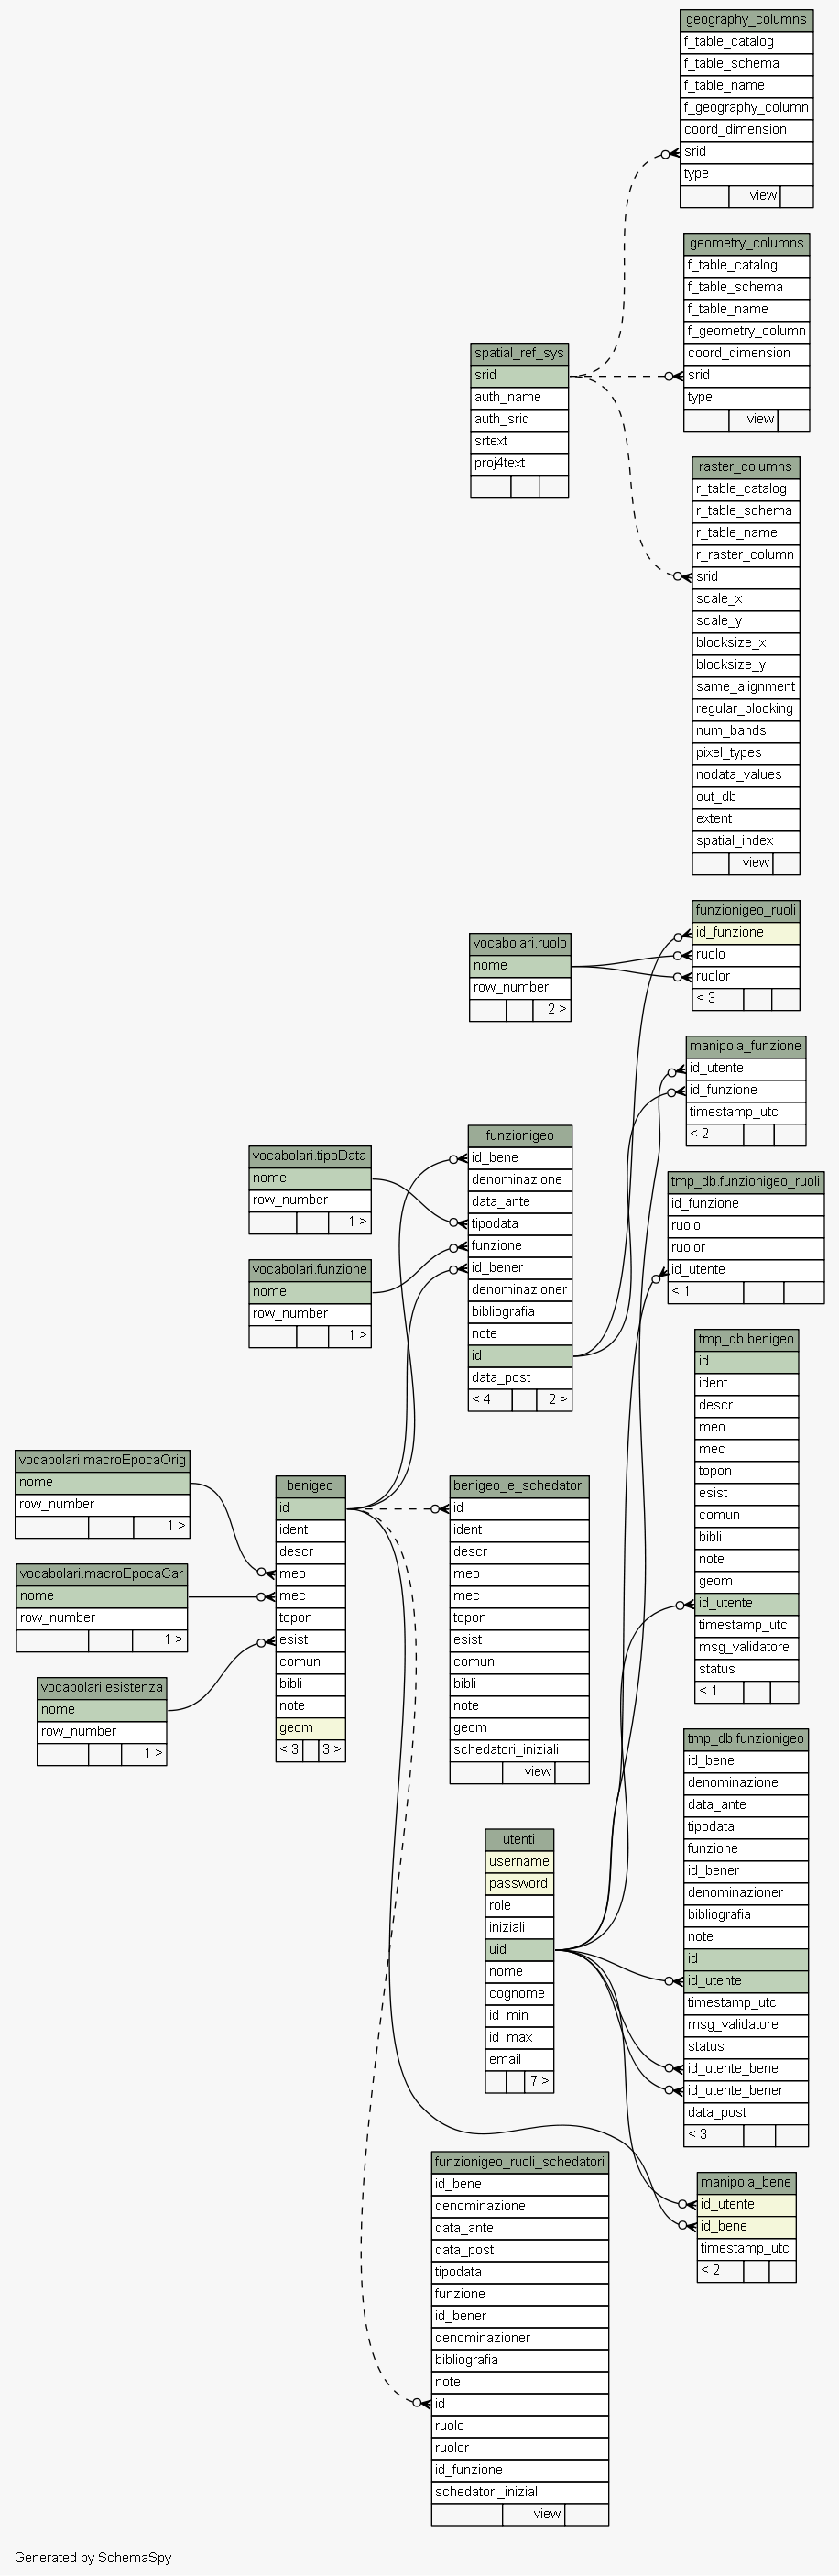 geography_columns
f_table_catalog
f_table_schema
f_table_name
f_geography_column
coord_dimension
srid
type
view
geometry_columns
f_table_catalog
f_table_schema
f_table_name
f_geometry_column
coord_dimension
srid
type
view
spatial_ref_sys
srid
auth_name
auth_srid
srtext
proj4text
raster_columns
r_table_catalog
r_table_schema
r_table_name
r_raster_column
srid
scale_x
scale_y
blocksize_x
blocksize_y
same_alignment
regular_blocking
num_bands
pixel_types
nodata_values
out_db
extent
spatial_index
view
funzionigeo_ruoli
id_funzione
ruolo
ruolor
< 3
vocabolari.ruolo
nome
row_number
2 >
manipola_funzione
id_utente
id_funzione
timestamp_utc
< 2
funzionigeo
id_bene
denominazione
data_ante
tipodata
funzione
id_bener
denominazioner
bibliografia
note
id
data_post
< 4 2 >
vocabolari.tipoData
nome
row_number
1 >
vocabolari.funzione
nome
row_number
1 >
tmp_db.funzionigeo_ruoli
id_funzione
ruolo
ruolor
id_utente
< 1
tmp_db.benigeo
id
ident
descr
meo
mec
topon
esist
comun
bibli
note
geom
id_utente
timestamp_utc
msg_validatore
status
< 1
vocabolari.macroEpocaOrig
nome
row_number
1 >
vocabolari.macroEpocaCar
nome
row_number
1 >
vocabolari.esistenza
nome
row_number
1 >
benigeo
id
ident
descr
meo
mec
topon
esist
comun
bibli
note
geom
< 3 3 >
benigeo_e_schedatori
id
ident
descr
meo
mec
topon
esist
comun
bibli
note
geom
schedatori_iniziali
view
tmp_db.funzionigeo
id_bene
denominazione
data_ante
tipodata
funzione
id_bener
denominazioner
bibliografia
note
id
id_utente
timestamp_utc
msg_validatore
status
id_utente_bene
id_utente_bener
data_post
< 3
utenti
username
password
role
iniziali
uid
nome
cognome
id_min
id_max
email
7 >
manipola_bene
id_utente
id_bene
timestamp_utc
< 2
funzionigeo_ruoli_schedatori
id_bene
denominazione
data_ante
data_post
tipodata
funzione
id_bener
denominazioner
bibliografia
note
id
ruolo
ruolor
id_funzione
schedatori_iniziali
view
Generated by SchemaSpy